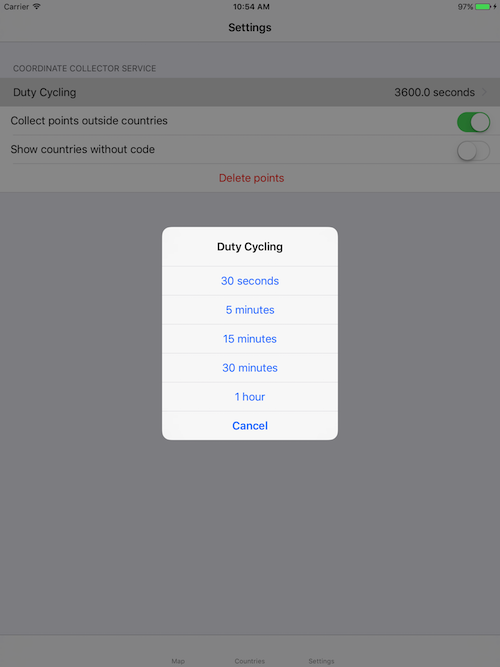 Carrier 10:54 AM 97%
Settings
COORDINATE COLLECTOR SERVICE
Duty Cycling 3600.0 seconds
Collect points outside countries
Show countries without code
Delete points
Duty Cycling
30 seconds
5 minutes
15 minutes
30 minutes
1 hour
Cancel
Map Countries Settings